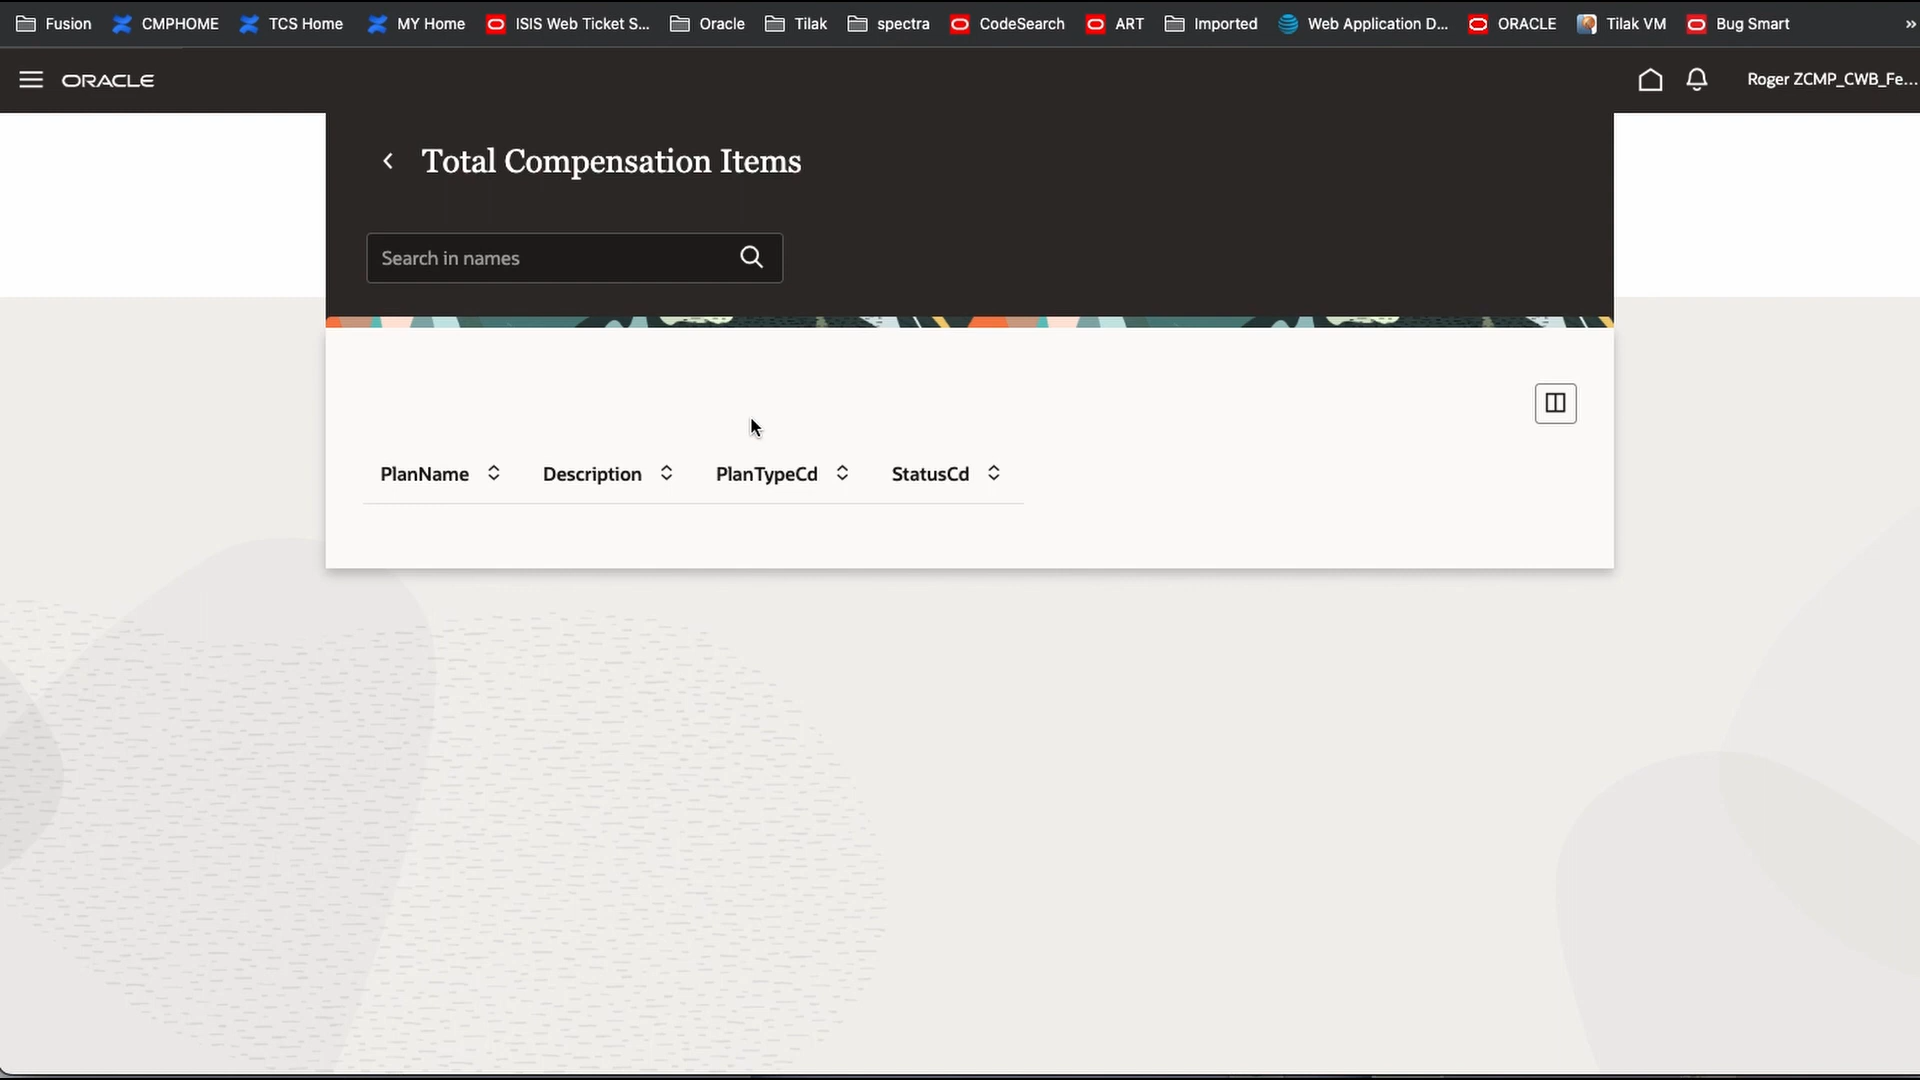 Fusion CMPHOME TCS Home MY Home ISIS Web Ticket S... Oracle Tilak spectra CodeSearch ART Imported Web Application D... ORACLE Tilak VM Bug Smart »
ORACLE Roger ZCMP_CWB_Fe...
Total Compensation Items
Search in names
PlanName Description PlanTypeCd StatusCd